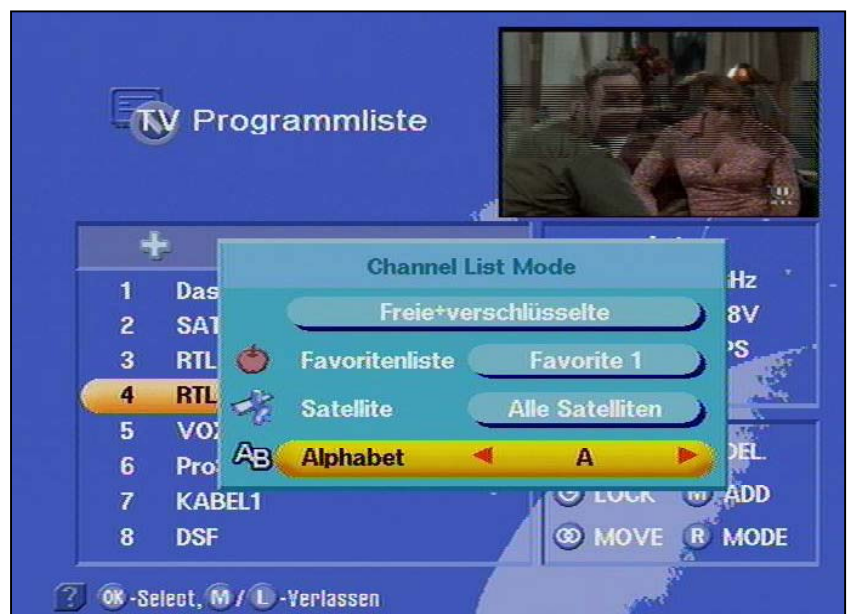 TV Programmliste
Channel List Mode
Freie+verschlüsselte
Favoritenliste Favorite 1
Satellite Alle Satelliten
AB Alphabet A
1 Das
2 SAT
3 RTL
4 RTL
5 VOX
6 Pro
7 KABEL1
8 DSF
Hz
8V
PS
DEL.
LOCK M ADD
MOVE R MODE
? OK -Select, M / L -Verlassen